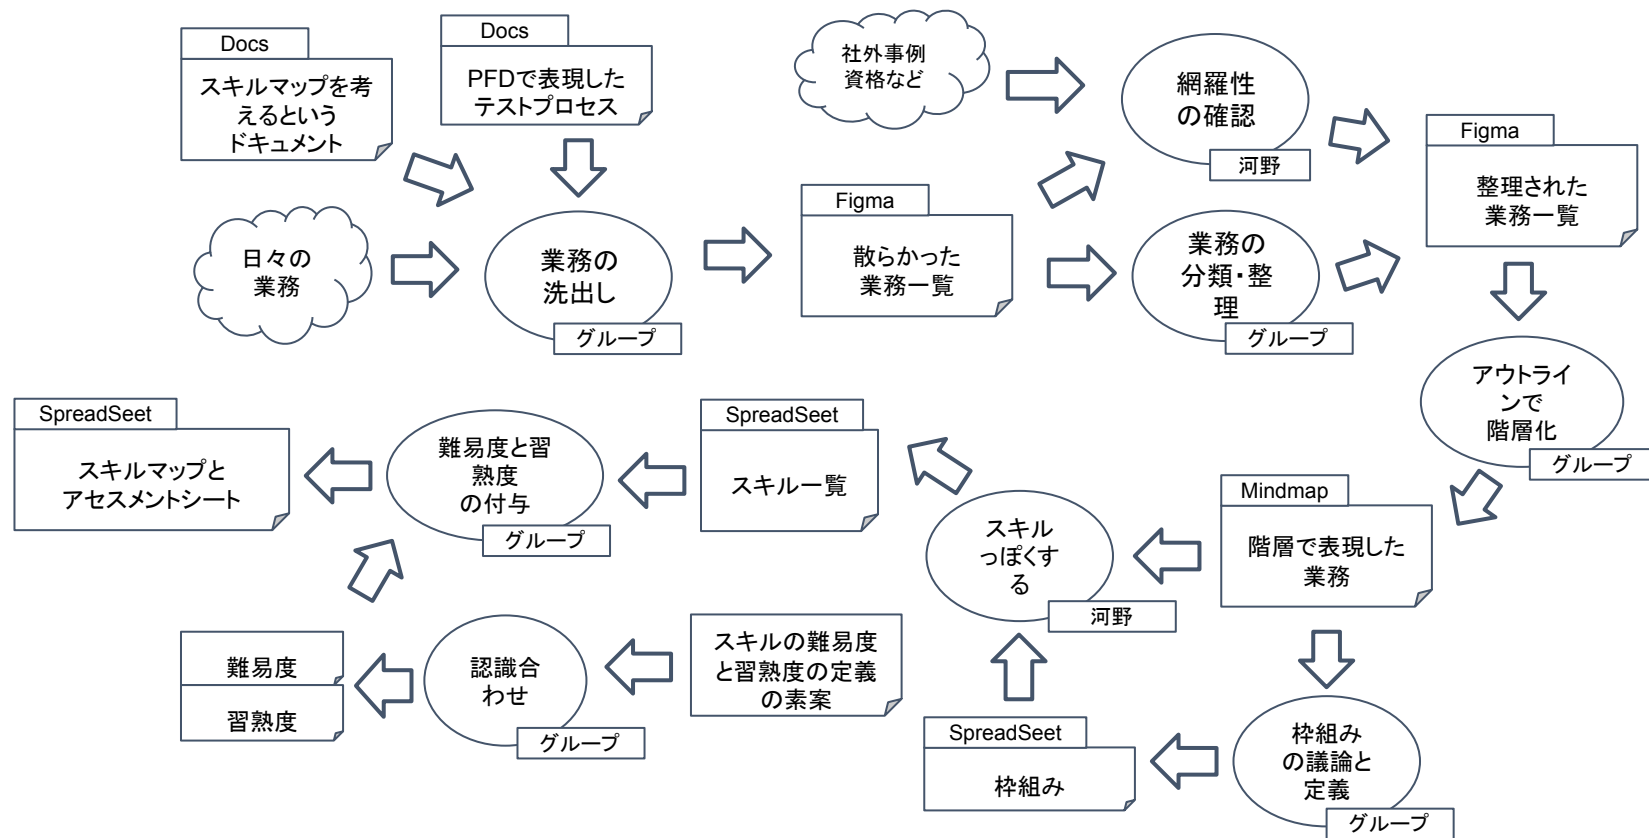 Docs
スキルマップを考
えるという
ドキュメント
Docs
PFDで表現した
テストプロセス
社外事例
資格など
網羅性
の確認
河野
Figma
整理された
業務一覧
日々の
業務
業務の
洗出し
グループ
Figma
散らかった
業務一覧
業務の
分類・整
理
グループ
アウトライ
ンで
階層化
グループ
SpreadSeet
スキルマップと
アセスメントシート
難易度と習
熟度
の付与
グループ
SpreadSeet
スキル一覧
スキル
っぽくす
る
河野
Mindmap
階層で表現した
業務
難易度
習熟度
認識合
わせ
グループ
スキルの難易度
と習熟度の定義
の素案
SpreadSeet
枠組み
枠組み
の議論と
定義
グループ